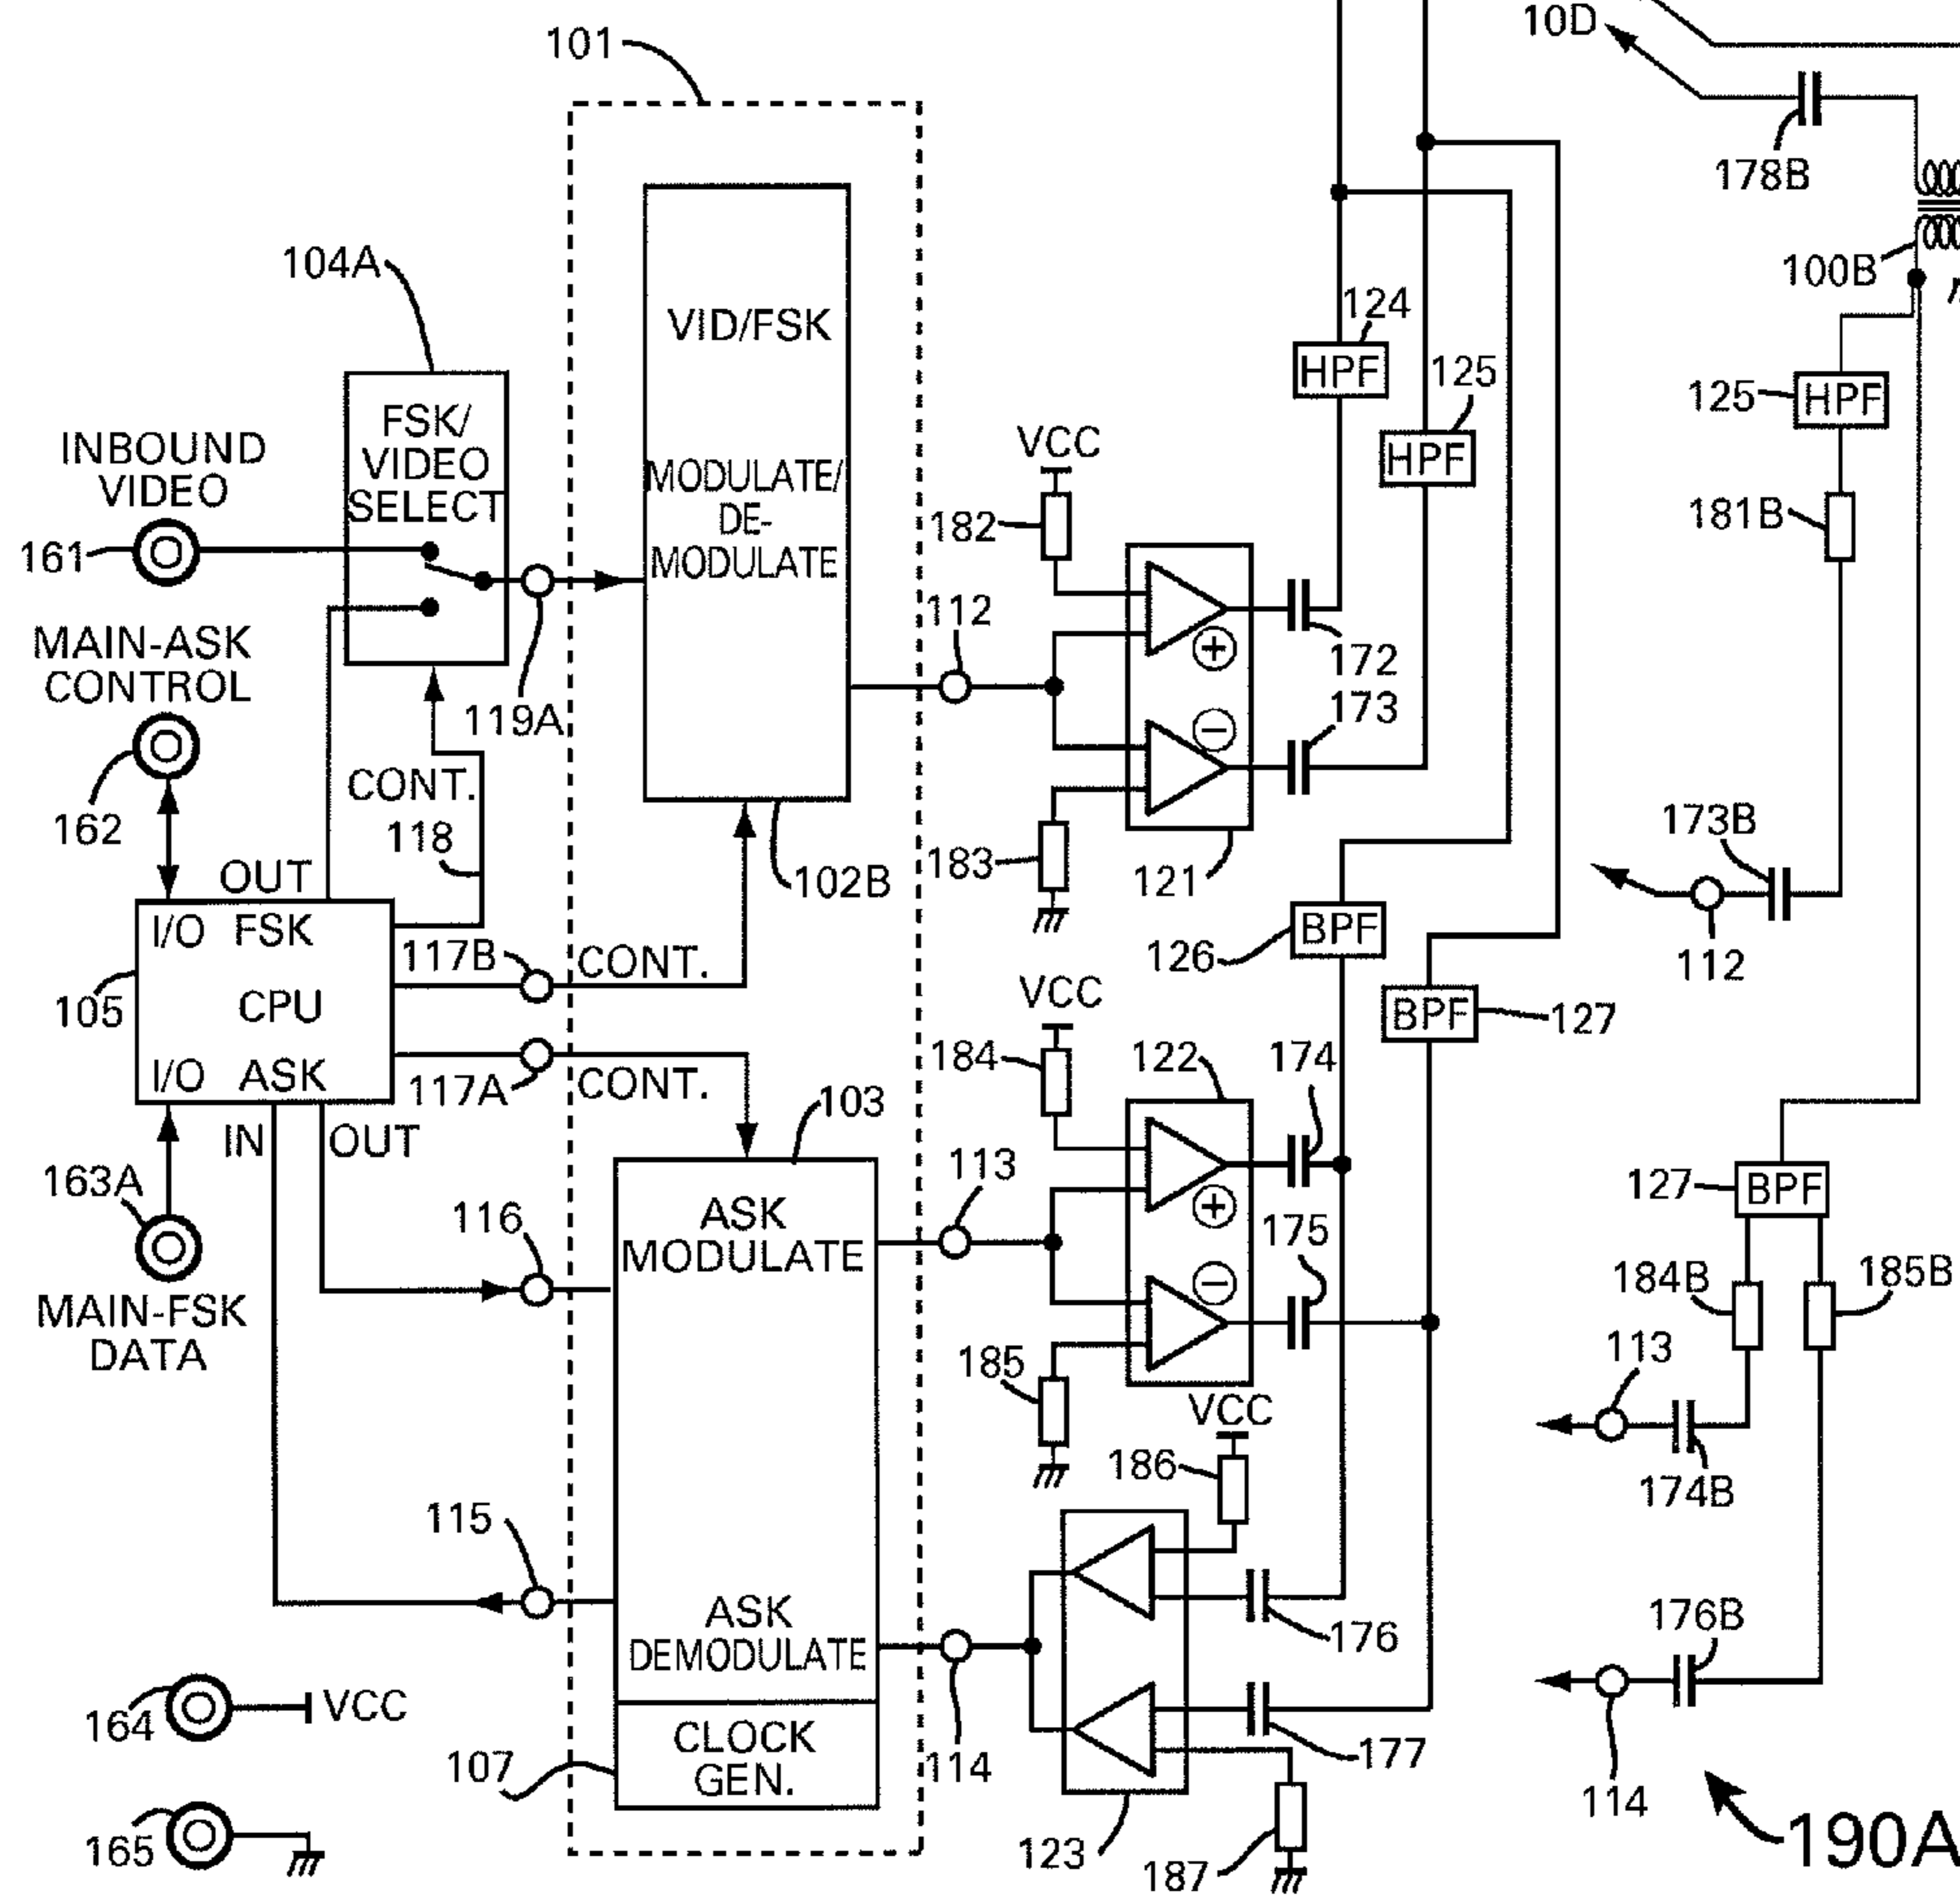 10D
101
178B
104A
100B
VID/FSK
124
HPF
125
HPF
125
HPF
FSK/
VIDEO
SELECT
INBOUND
VIDEO
161
MODULATE/
DE-
MODULATE
VCC
182
181B
112
+
172
MAIN-ASK
CONTROL
119A
−
173
162
CONT.
118
102B
183
121
173B
112
OUT
I/O FSK
117B
CONT.
126
BPF
105
CPU
VCC
BPF
127
I/O ASK
117A
CONT.
184
122
174
103
IN
OUT
163A
113
127
BPF
116
ASK
MODULATE
+
175
−
184B
185B
MAIN-FSK
DATA
185
113
VCC
186
174B
115
ASK
DEMODULATE
176
176B
164
VCC
CLOCK
GEN.
107
114
177
114
165
123
187
190A